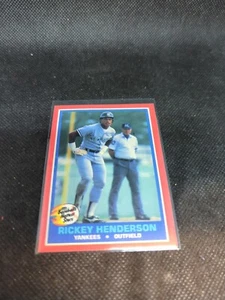 RICKEY HENDERSON
YANKEES ★ OUTFIELD